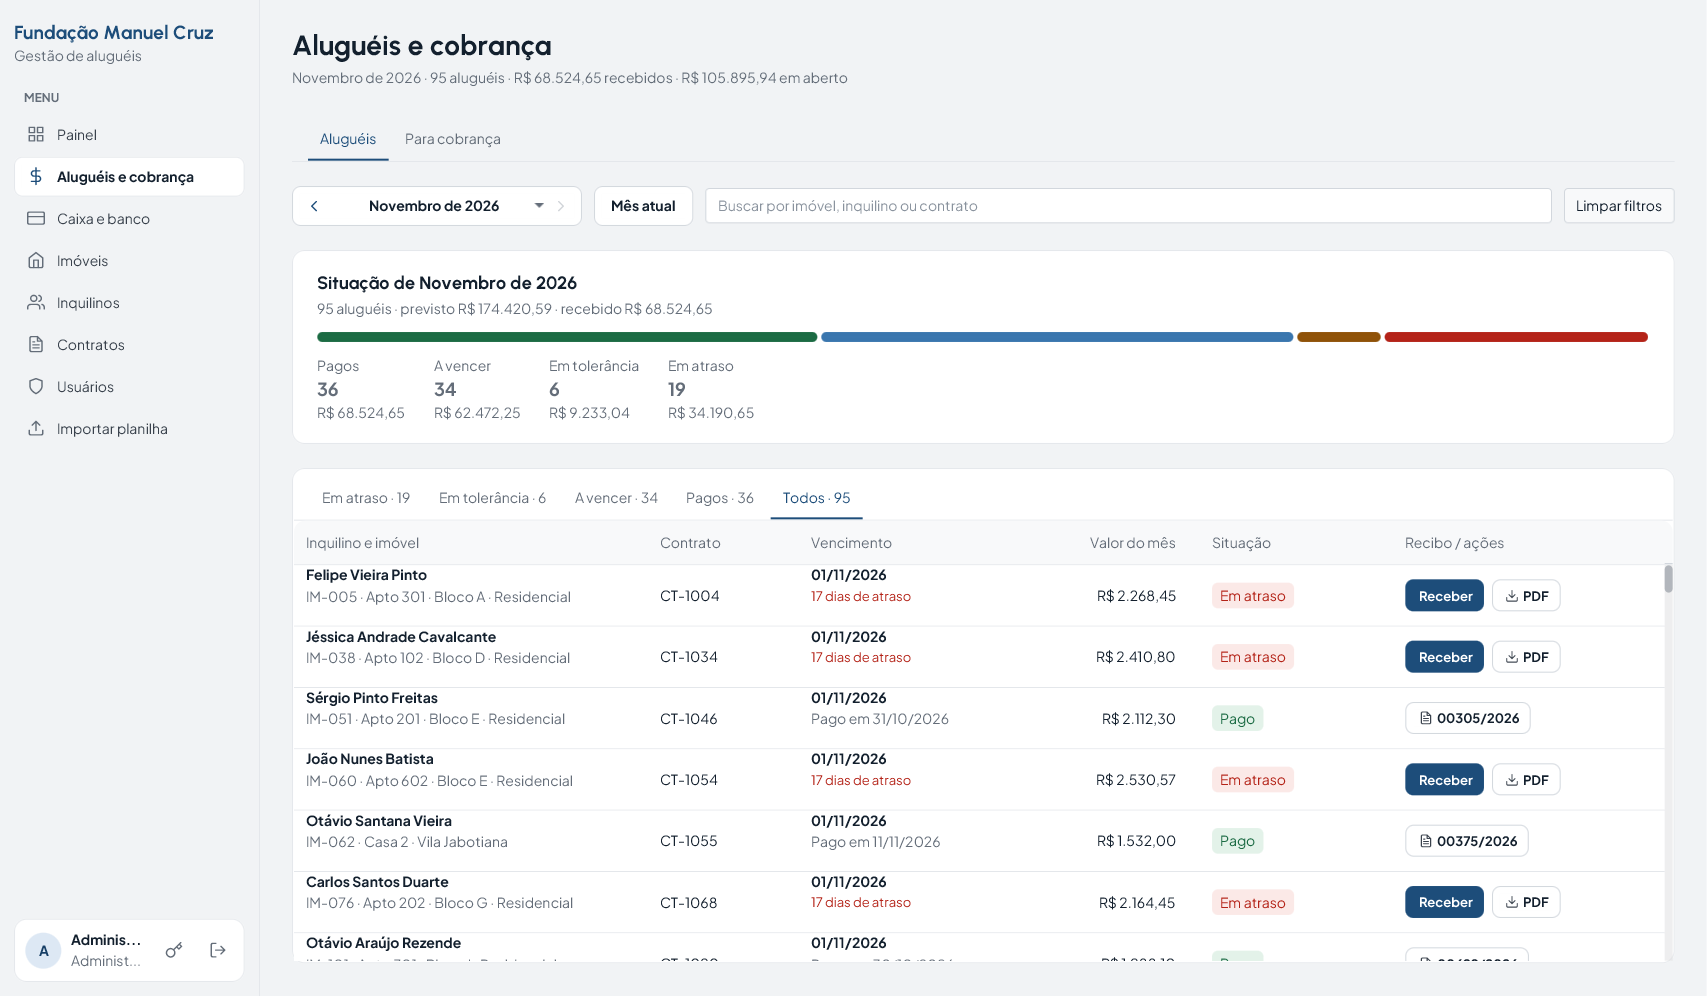 Fundação Manuel Cruz
Gestão de aluguéis
MENU
Painel
Aluguéis e cobrança
Caixa e banco
Imóveis
Inquilinos
Contratos
Usuários
Importar planilha
A
Adminis...
Administ...
Aluguéis e cobrança
Novembro de 2026 · 95 aluguéis · R$ 68.524,65 recebidos · R$ 105.895,94 em aberto
Aluguéis Para cobrança
Novembro de 2026 Mês atual Buscar por imóvel, inquilino ou contrato Limpar filtros
Situação de Novembro de 2026
95 aluguéis · previsto R$ 174.420,59 · recebido R$ 68.524,65
Pagos A vencer Em tolerância Em atraso
36 34 6 19
R$ 68.524,65 R$ 62.472,25 R$ 9.233,04 R$ 34.190,65
Em atraso · 19 Em tolerância · 6 A vencer · 34 Pagos · 36 Todos · 95
Inquilino e imóvel Contrato Vencimento Valor do mês Situação Recibo / ações
Felipe Vieira Pinto 01/11/2026
IM-005 · Apto 301 · Bloco A · Residencial CT-1004 17 dias de atraso R$ 2.268,45 Em atraso Receber PDF
Jéssica Andrade Cavalcante 01/11/2026
IM-038 · Apto 102 · Bloco D · Residencial CT-1034 17 dias de atraso R$ 2.410,80 Em atraso Receber PDF
Sérgio Pinto Freitas 01/11/2026
IM-051 · Apto 201 · Bloco E · Residencial CT-1046 Pago em 31/10/2026 R$ 2.112,30 Pago 00305/2026
João Nunes Batista 01/11/2026
IM-060 · Apto 602 · Bloco E · Residencial CT-1054 17 dias de atraso R$ 2.530,57 Em atraso Receber PDF
Otávio Santana Vieira 01/11/2026
IM-062 · Casa 2 · Vila Jabotiana CT-1055 Pago em 11/11/2026 R$ 1.532,00 Pago 00375/2026
Carlos Santos Duarte 01/11/2026
IM-076 · Apto 202 · Bloco G · Residencial CT-1068 17 dias de atraso R$ 2.164,45 Em atraso Receber PDF
Otávio Araújo Rezende 01/11/2026